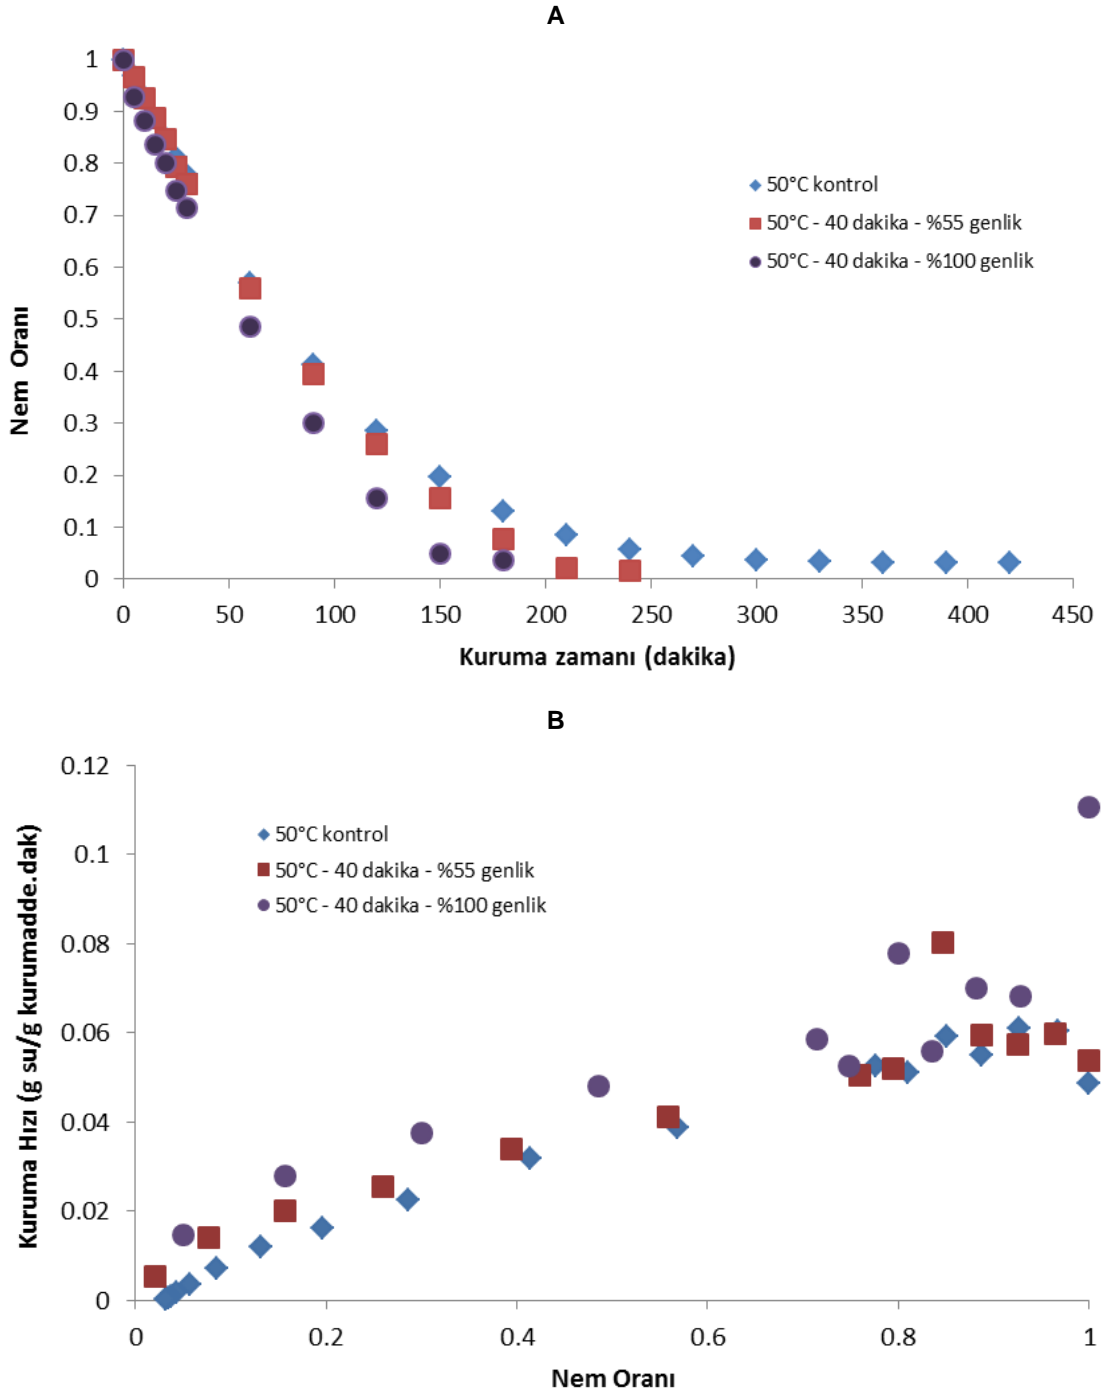 A
1
0.9
0.8
0.7
0.6
0.5
0.4
0.3
0.2
0.1
0
Nem Oranı
50°C kontrol
50°C - 40 dakika - %55 genlik
50°C - 40 dakika - %100 genlik
0 50 100 150 200 250 300 350 400 450
Kuruma zamanı (dakika)
B
0.12
0.1
0.08
0.06
0.04
0.02
0
Kuruma Hızı (g su/g kurumadde.dak)
50°C kontrol
50°C - 40 dakika - %55 genlik
50°C - 40 dakika - %100 genlik
0 0.2 0.4 0.6 0.8 1
Nem Oranı